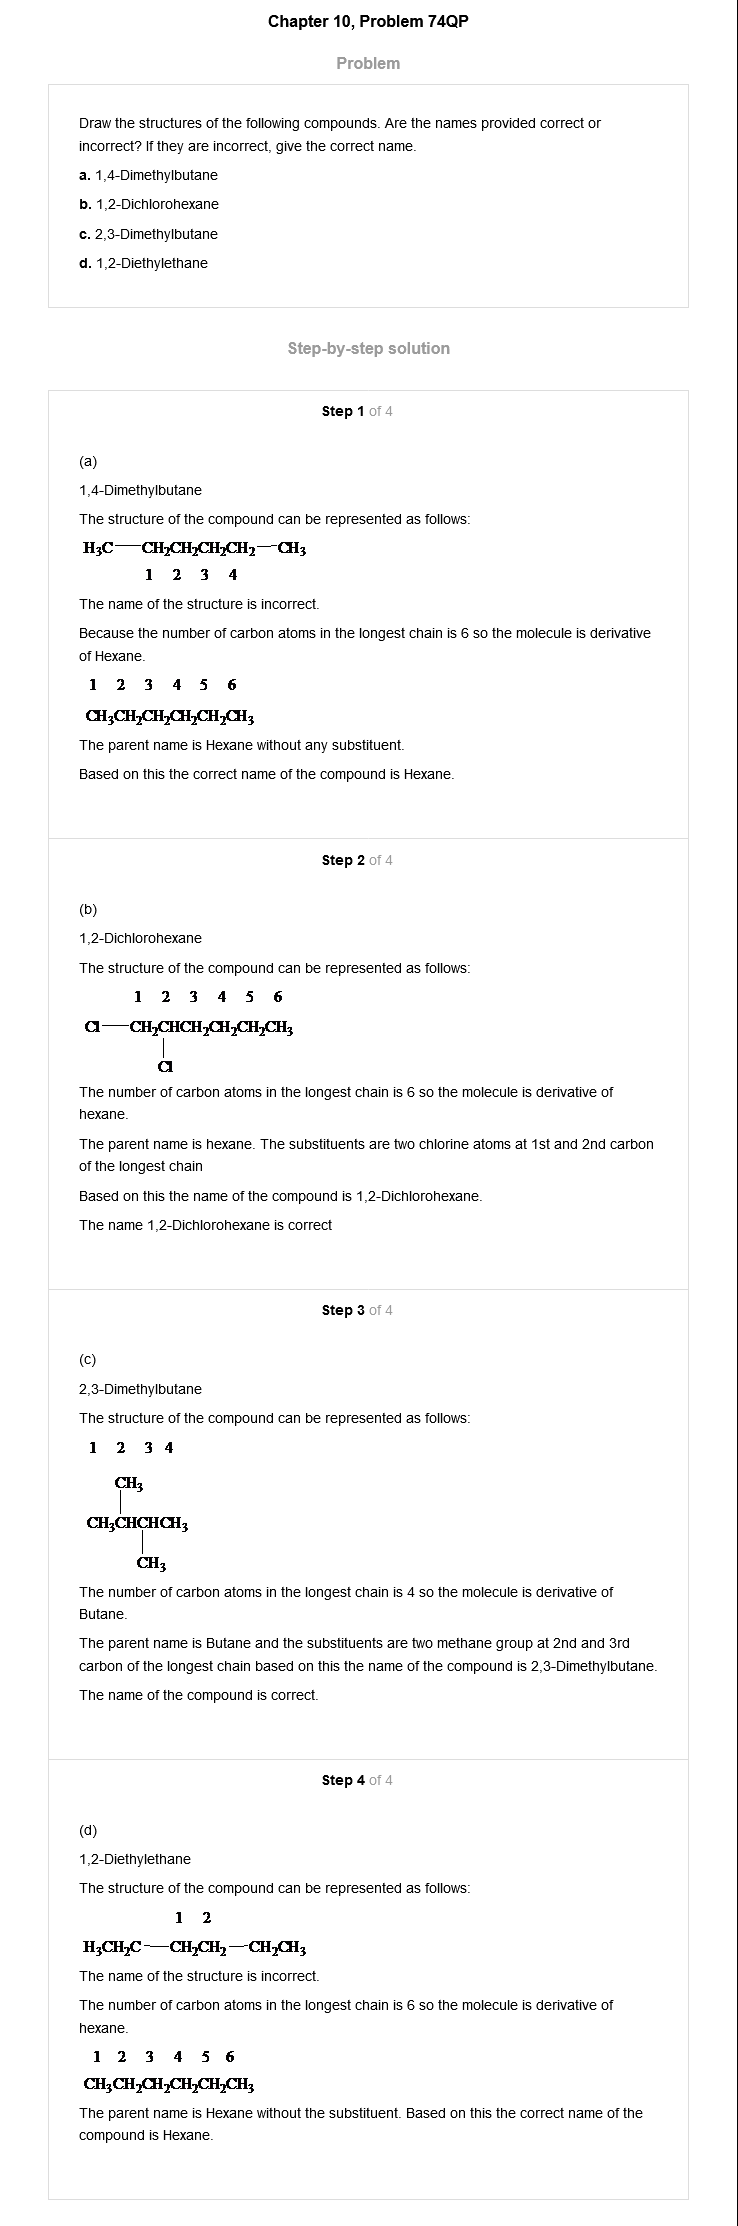 Chapter 10, Problem 74QP
Problem
Draw the structures of the following compounds. Are the names provided correct or
incorrect? If they are incorrect, give the correct name.
a. 1,4-Dimethylbutane
b. 1,2-Dichlorohexane
c. 2,3-Dimethylbutane
d. 1,2-Diethylethane
Step-by-step solution
Step 1 of 4
(a)
1,4-Dimethylbutane
The structure of the compound can be represented as follows:
H₃C—CH₂CH₂CH₂CH₂—CH₃
1 2 3 4
The name of the structure is incorrect.
Because the number of carbon atoms in the longest chain is 6 so the molecule is derivative
of Hexane.
1 2 3 4 5 6
CH₃CH₂CH₂CH₂CH₂CH₃
The parent name is Hexane without any substituent.
Based on this the correct name of the compound is Hexane.
Step 2 of 4
(b)
1,2-Dichlorohexane
The structure of the compound can be represented as follows:
1 2 3 4 5 6
Cl—CH₂CHCH₂CH₂CH₂CH₃
Cl
The number of carbon atoms in the longest chain is 6 so the molecule is derivative of
hexane.
The parent name is hexane. The substituents are two chlorine atoms at 1st and 2nd carbon
of the longest chain
Based on this the name of the compound is 1,2-Dichlorohexane.
The name 1,2-Dichlorohexane is correct
Step 3 of 4
(c)
2,3-Dimethylbutane
The structure of the compound can be represented as follows:
1 2 3 4
CH₃
CH₃CHCHCH₃
CH₃
The number of carbon atoms in the longest chain is 4 so the molecule is derivative of
Butane.
The parent name is Butane and the substituents are two methane group at 2nd and 3rd
carbon of the longest chain based on this the name of the compound is 2,3-Dimethylbutane.
The name of the compound is correct.
Step 4 of 4
(d)
1,2-Diethylethane
The structure of the compound can be represented as follows:
1 2
H₃CH₂C—CH₂CH₂—CH₂CH₃
The name of the structure is incorrect.
The number of carbon atoms in the longest chain is 6 so the molecule is derivative of
hexane.
1 2 3 4 5 6
CH₃CH₂CH₂CH₂CH₂CH₃
The parent name is Hexane without the substituent. Based on this the correct name of the
compound is Hexane.